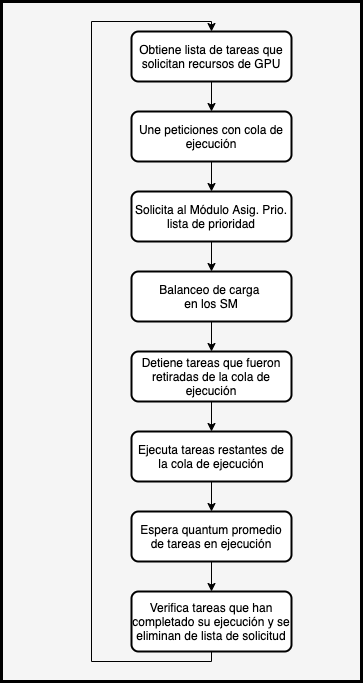 Obtiene lista de tareas que
solicitan recursos de GPU
Une peticiones con cola de
ejecución
Solicita al Módulo Asig. Prio.
lista de prioridad
Balanceo de carga
en los SM
Detiene tareas que fueron
retiradas de la cola de
ejecución
Ejecuta tareas restantes de
la cola de ejecución
Espera quantum promedio
de tareas en ejecución
Verifica tareas que han
completado su ejecución y se
eliminan de lista de solicitud